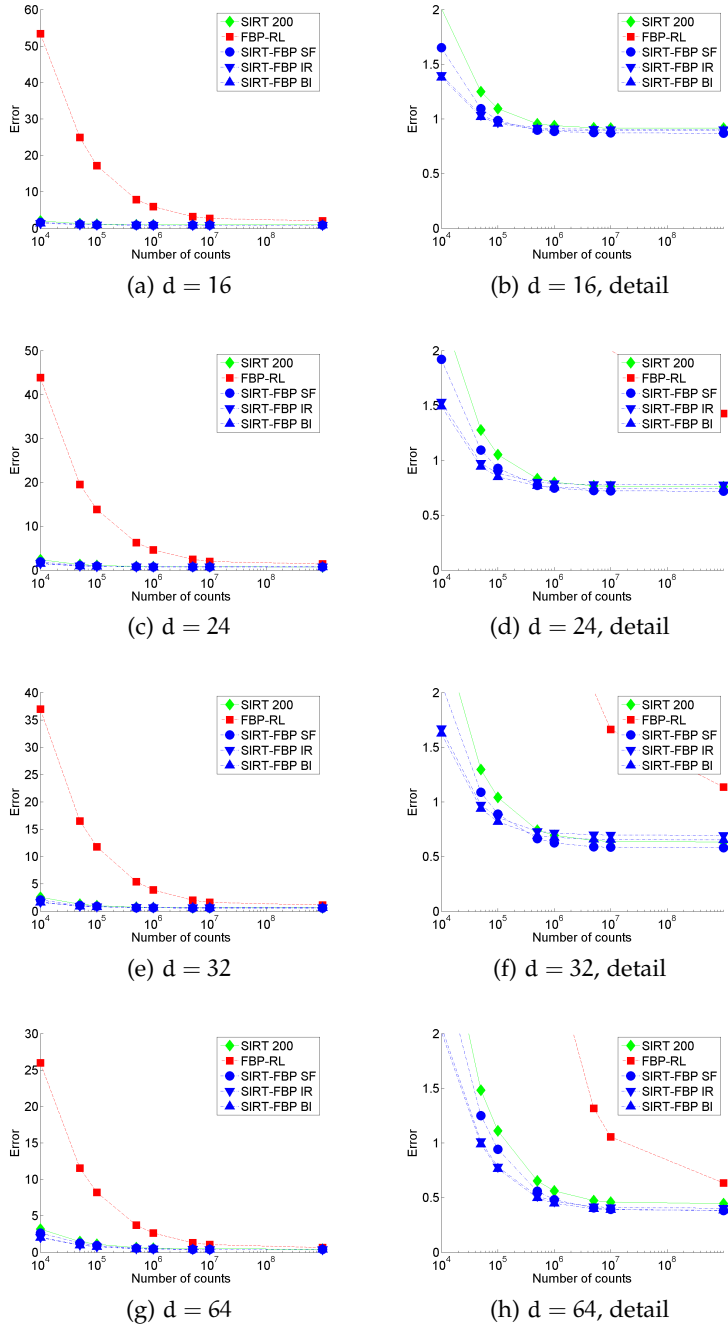 60
50
40
30
20
10
0
Error
10^4
10^5
10^6
10^7
10^8
Number of counts
SIRT 200
FBP-RL
SIRT-FBP SF
SIRT-FBP IR
SIRT-FBP BI
(a) d = 16
2
1.5
1
0.5
0
Error
10^4
10^5
10^6
10^7
10^8
Number of counts
SIRT 200
FBP-RL
SIRT-FBP SF
SIRT-FBP IR
SIRT-FBP BI
(b) d = 16, detail
50
40
30
20
10
0
Error
10^4
10^5
10^6
10^7
10^8
Number of counts
SIRT 200
FBP-RL
SIRT-FBP SF
SIRT-FBP IR
SIRT-FBP BI
(c) d = 24
2
1.5
1
0.5
0
Error
10^4
10^5
10^6
10^7
10^8
Number of counts
SIRT 200
FBP-RL
SIRT-FBP SF
SIRT-FBP IR
SIRT-FBP BI
(d) d = 24, detail
40
35
30
25
20
15
10
5
0
Error
10^4
10^5
10^6
10^7
10^8
Number of counts
SIRT 200
FBP-RL
SIRT-FBP SF
SIRT-FBP IR
SIRT-FBP BI
(e) d = 32
2
1.5
1
0.5
0
Error
10^4
10^5
10^6
10^7
10^8
Number of counts
SIRT 200
FBP-RL
SIRT-FBP SF
SIRT-FBP IR
SIRT-FBP BI
(f) d = 32, detail
30
25
20
15
10
5
0
Error
10^4
10^5
10^6
10^7
10^8
Number of counts
SIRT 200
FBP-RL
SIRT-FBP SF
SIRT-FBP IR
SIRT-FBP BI
(g) d = 64
2
1.5
1
0.5
0
Error
10^4
10^5
10^6
10^7
10^8
Number of counts
SIRT 200
FBP-RL
SIRT-FBP SF
SIRT-FBP IR
SIRT-FBP BI
(h) d = 64, detail